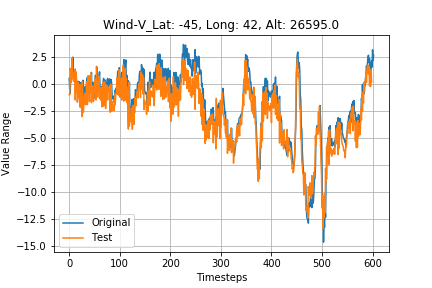 Wind-V_Lat: -45, Long: 42, Alt: 26595.0
Value Range
2.5
0.0
−2.5
−5.0
−7.5
−10.0
−12.5
−15.0
Original
Test
0 100 200 300 400 500 600
Timesteps